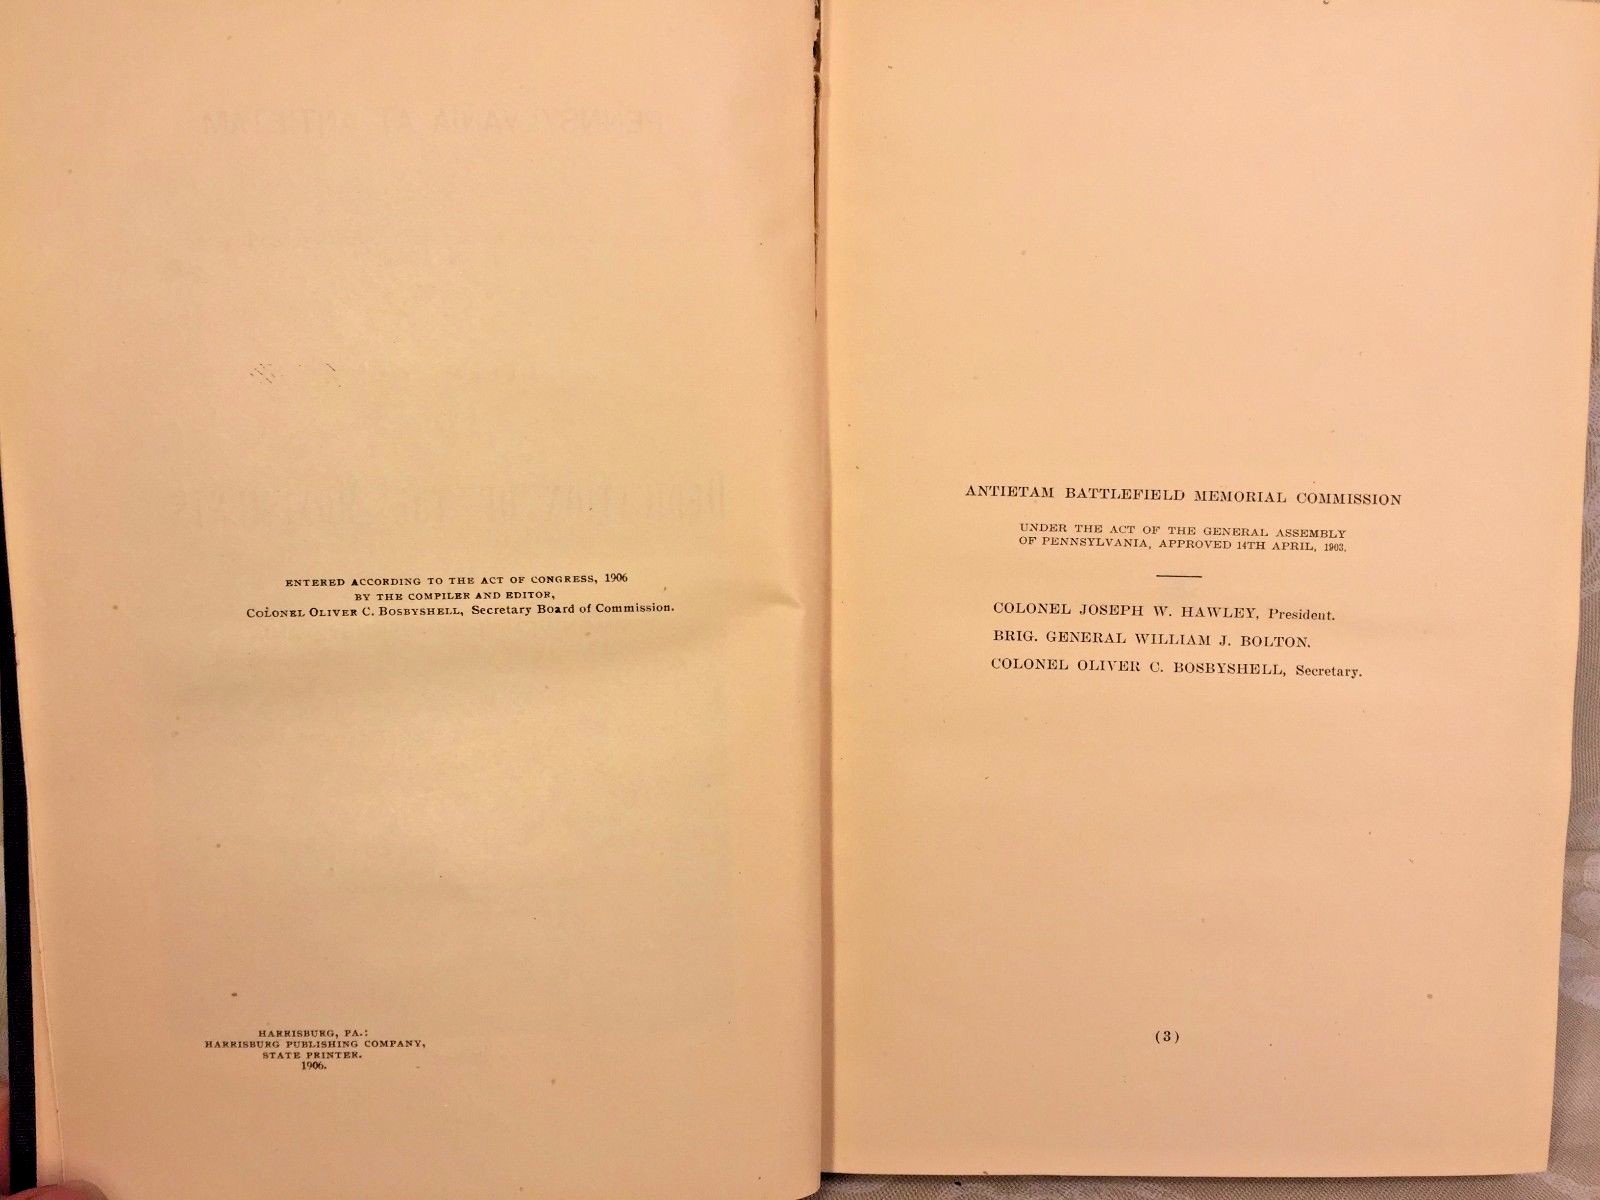 PENNSYLVANIA AT ANTIETAM
ENTERED ACCORDING TO THE ACT OF CONGRESS, 1906
BY THE COMPILER AND EDITOR,
COLONEL OLIVER C. BOSBYSHELL, Secretary Board of Commission.
HARRISBURG, PA.:
HARRISBURG PUBLISHING COMPANY,
STATE PRINTER.
1906.
ANTIETAM BATTLEFIELD MEMORIAL COMMISSION
UNDER THE ACT OF THE GENERAL ASSEMBLY
OF PENNSYLVANIA, APPROVED 14TH APRIL, 1903.
COLONEL JOSEPH W. HAWLEY, President.
BRIG. GENERAL WILLIAM J. BOLTON.
COLONEL OLIVER C. BOSBYSHELL, Secretary.
(3)